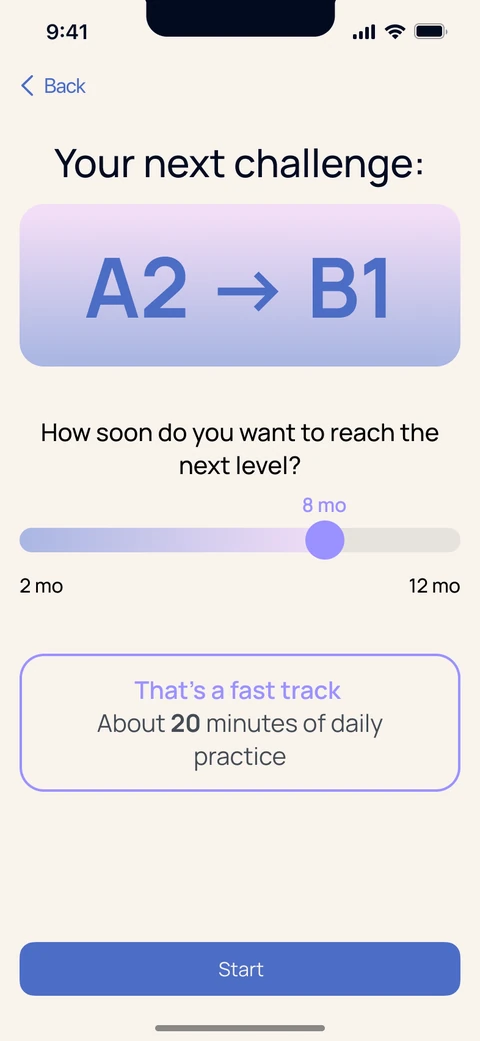 9:41
Back
Your next challenge:
A2 → B1
How soon do you want to reach the
next level?
8 mo
2 mo
12 mo
That's a fast track
About 20 minutes of daily
practice
Start